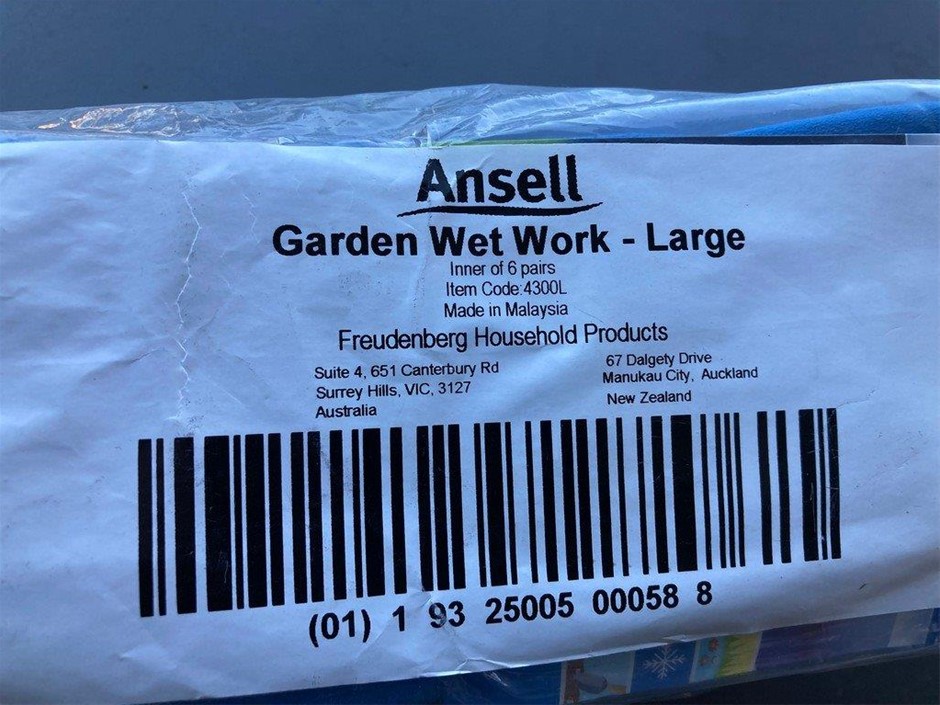 Ansell
Garden Wet Work - Large
Inner of 6 pairs
Item Code:4300L
Made in Malaysia
Freudenberg Household Products
Suite 4, 651 Canterbury Rd
Surrey Hills, VIC, 3127
Australia
67 Dalgety Drive
Manukau City, Auckland
New Zealand
(01) 1 93 25005 00058 8